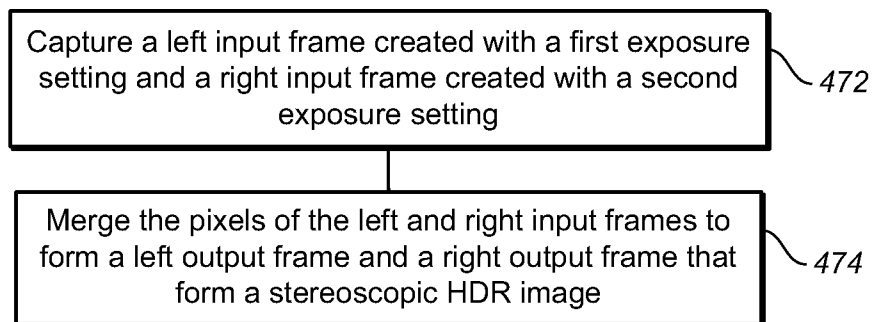 Capture a left input frame created with a first exposure
setting and a right input frame created with a second
exposure setting
472
Merge the pixels of the left and right input frames to
form a left output frame and a right output frame that
form a stereoscopic HDR image
474